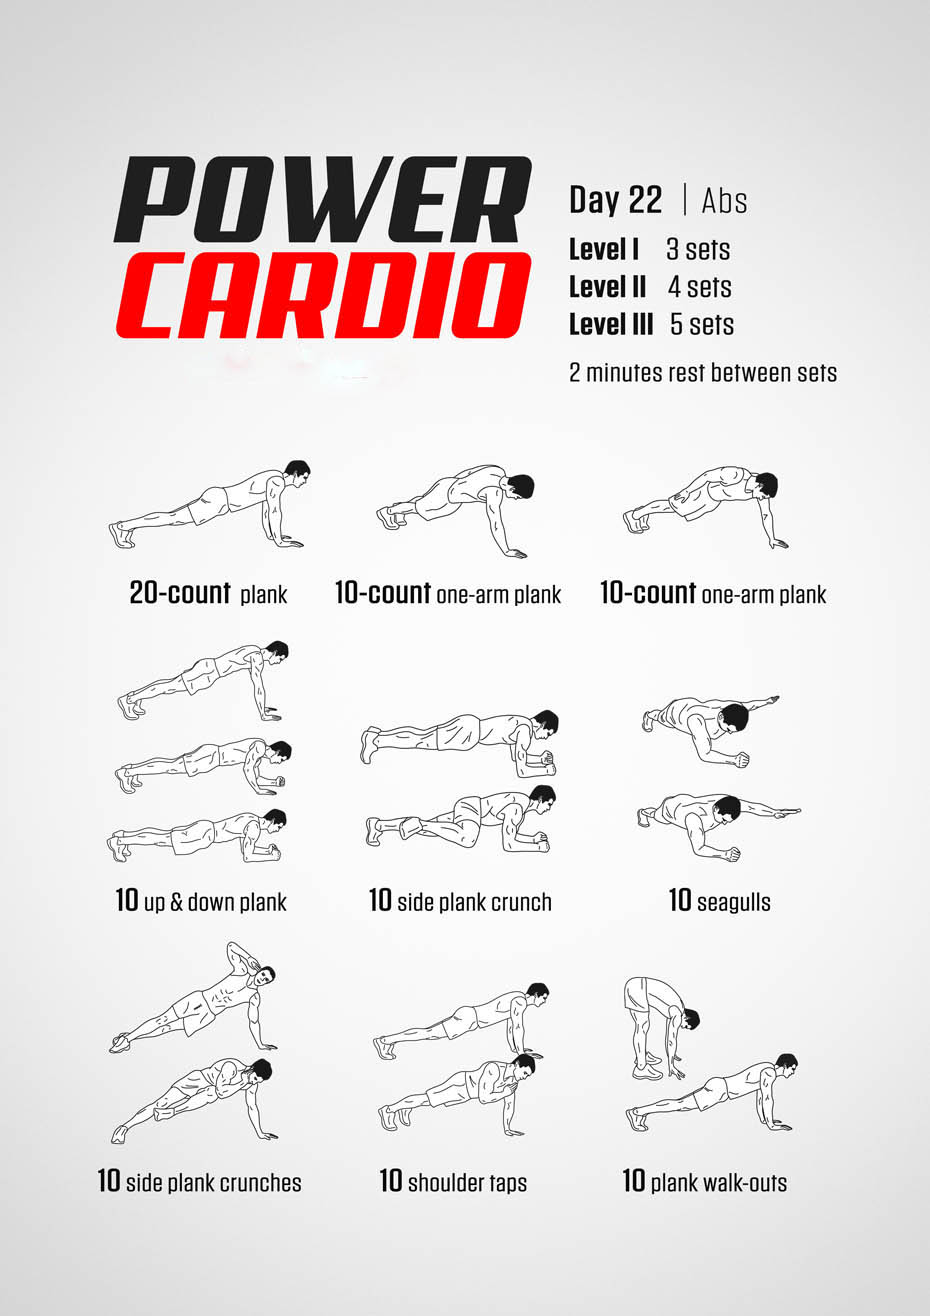 POWER
CARDIO
Day 22 | Abs
Level I 3 sets
Level II 4 sets
Level III 5 sets
2 minutes rest between sets
20-count plank
10-count one-arm plank
10-count one-arm plank
10 up & down plank
10 side plank crunch
10 seagulls
10 side plank crunches
10 shoulder taps
10 plank walk-outs